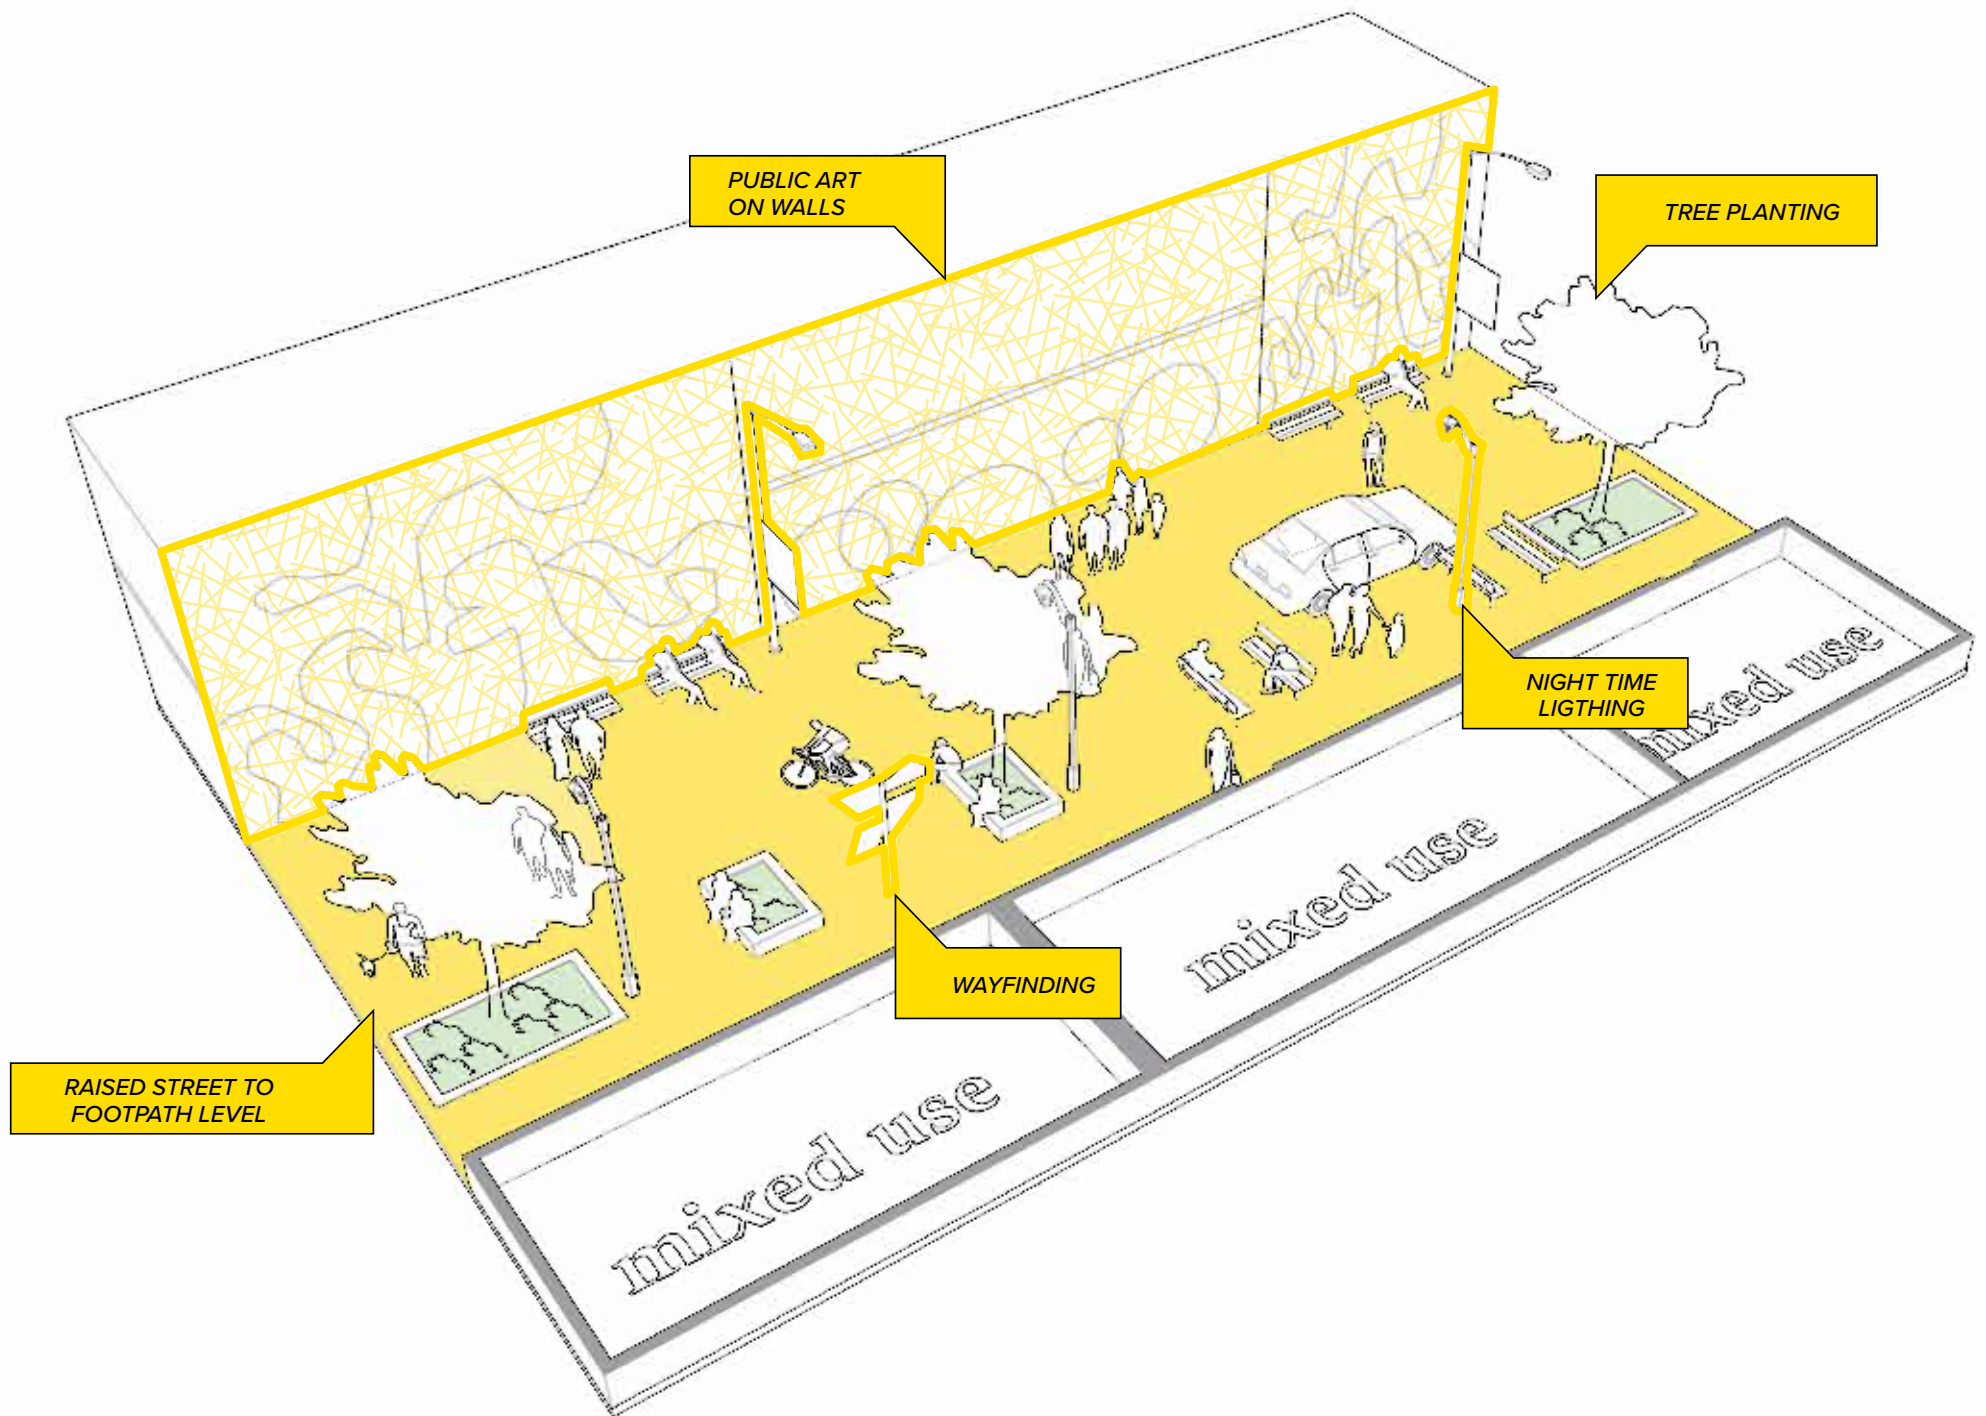 PUBLIC ART
ON WALLS
TREE PLANTING
NIGHT TIME
LIGTHING
mixed use
mixed use
WAYFINDING
RAISED STREET TO
FOOTPATH LEVEL
mixed use